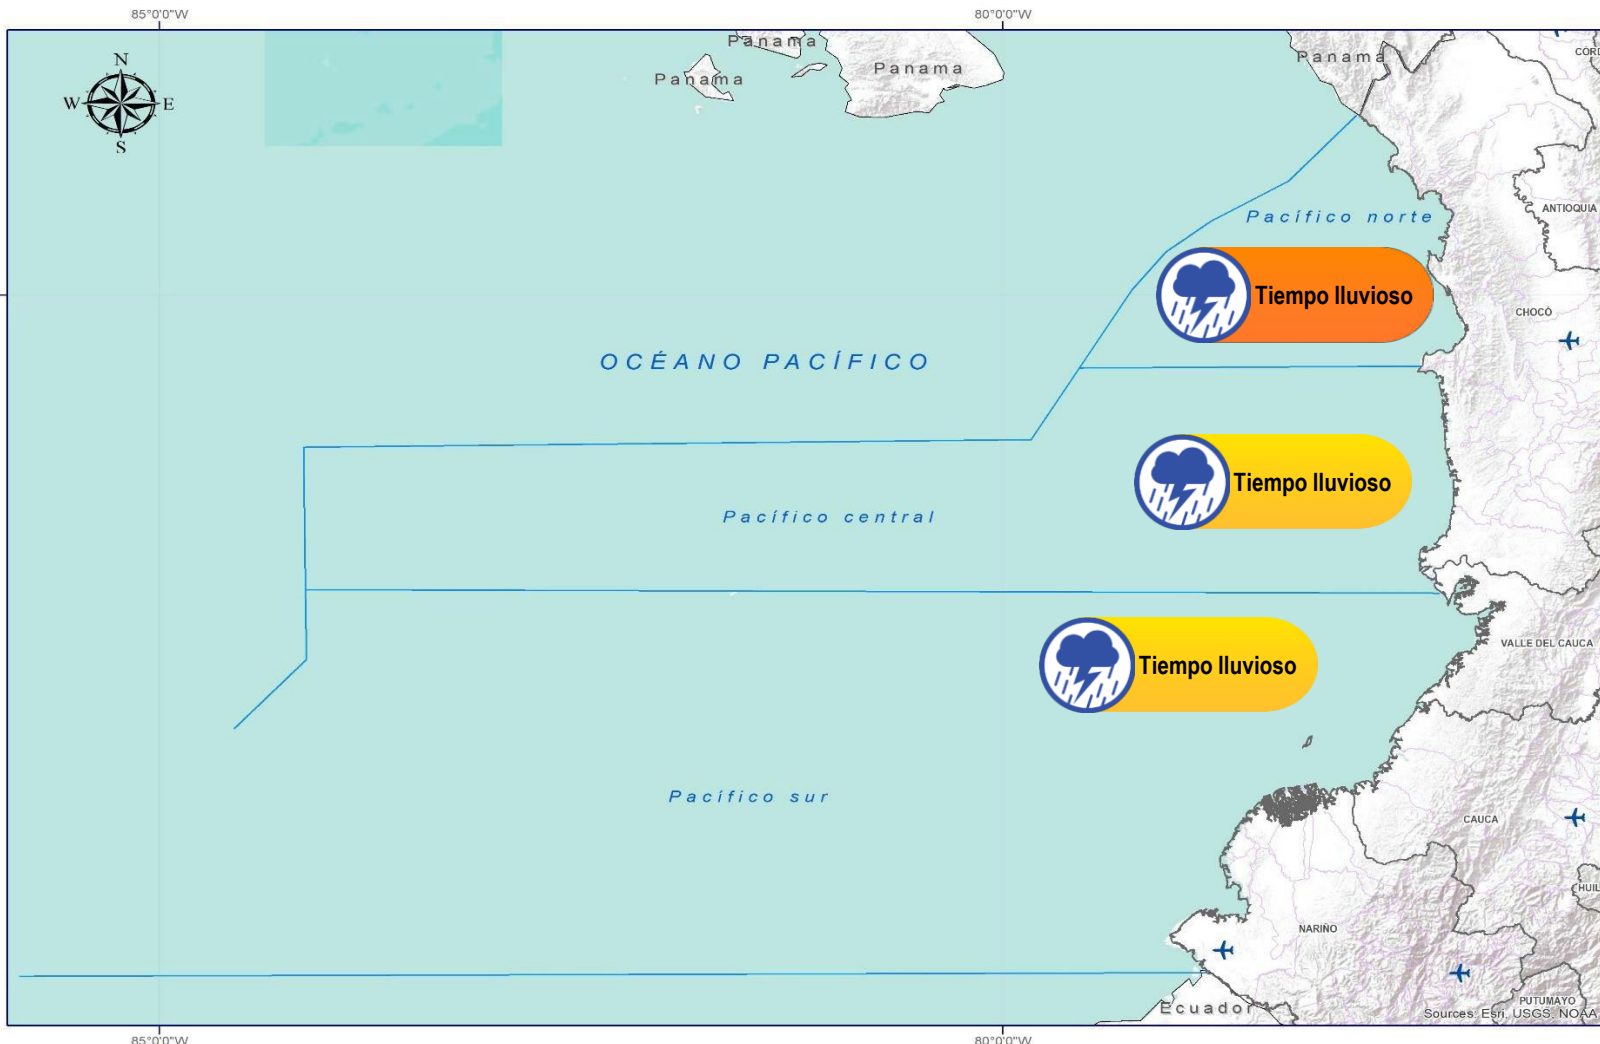 85°0'0"W
80°0'0"W
N
W
E
S
Panama
Panama
Panama
Panama
ANTIOQUIA
Pacífico norte
Tiempo lluvioso
CHOCÓ
OCÉANO PACÍFICO
Tiempo lluvioso
Pacífico central
VALLE DEL CAUCA
Tiempo lluvioso
Pacífico sur
CAUCA
NARIÑO
PUTUMAYO
Ecuador
Sources: Esri, USGS, NOAA
85°0'0"W
80°0'0"W